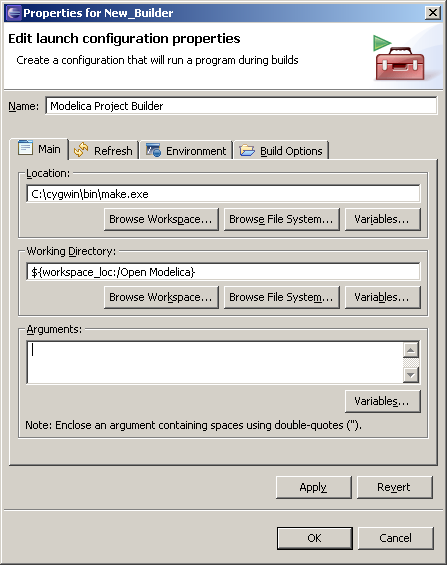 Properties for New_Builder
Edit launch configuration properties
Create a configuration that will run a program during builds
Name: Modelica Project Builder
Main Refresh Environment Build Options
Location:
C:\cygwin\bin\make.exe
Browse Workspace... Browse File System... Variables...
Working Directory:
${workspace_loc:/Open Modelica}
Browse Workspace... Browse File System... Variables...
Arguments:
Variables...
Note: Enclose an argument containing spaces using double-quotes (").
Apply Revert
OK Cancel